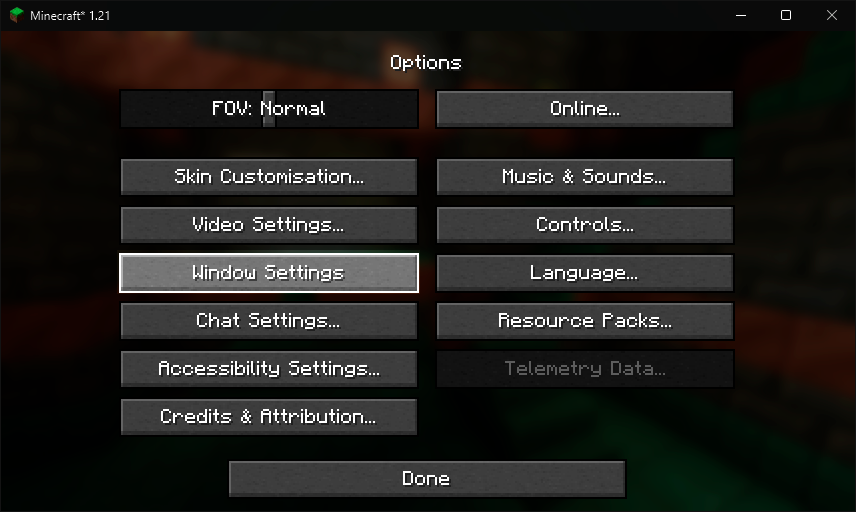 Minecraft* 1.21
Options
FOV: Normal
Online...
Skin Customisation...
Music & Sounds...
Video Settings...
Controls...
Window Settings
Language...
Chat Settings...
Resource Packs...
Accessibility Settings...
Telemetry Data...
Credits & Attribution...
Done